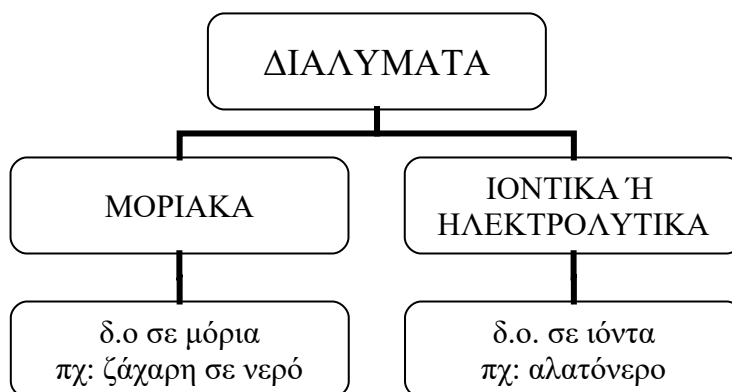 ΔΙΑΛΥΜΑΤΑ
ΜΟΡΙΑΚΑ
ΙΟΝΤΙΚΑ Ή
ΗΛΕΚΤΡΟΛΥΤΙΚΑ
δ.ο σε μόρια
πχ: ζάχαρη σε νερό
δ.ο. σε ιόντα
πχ: αλατόνερο